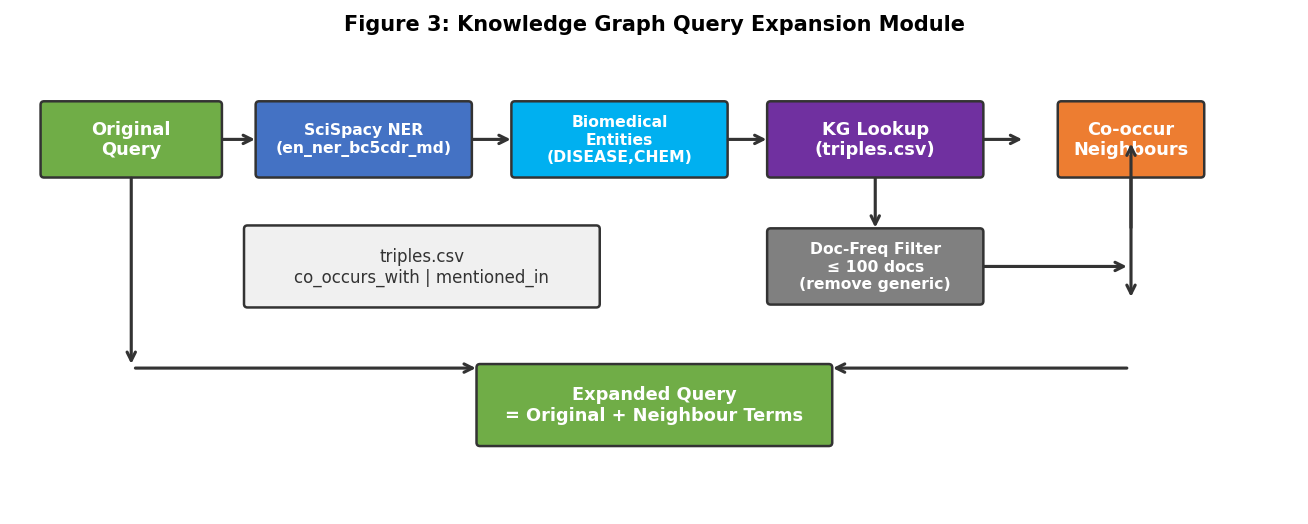 Figure 3: Knowledge Graph Query Expansion Module
Original
Query
SciSpacy NER
(en_ner_bc5cdr_md)
Biomedical
Entities
(DISEASE,CHEM)
KG Lookup
(triples.csv)
Co-occur
Neighbours
triples.csv
co_occurs_with | mentioned_in
Doc-Freq Filter
≤ 100 docs
(remove generic)
Expanded Query
= Original + Neighbour Terms